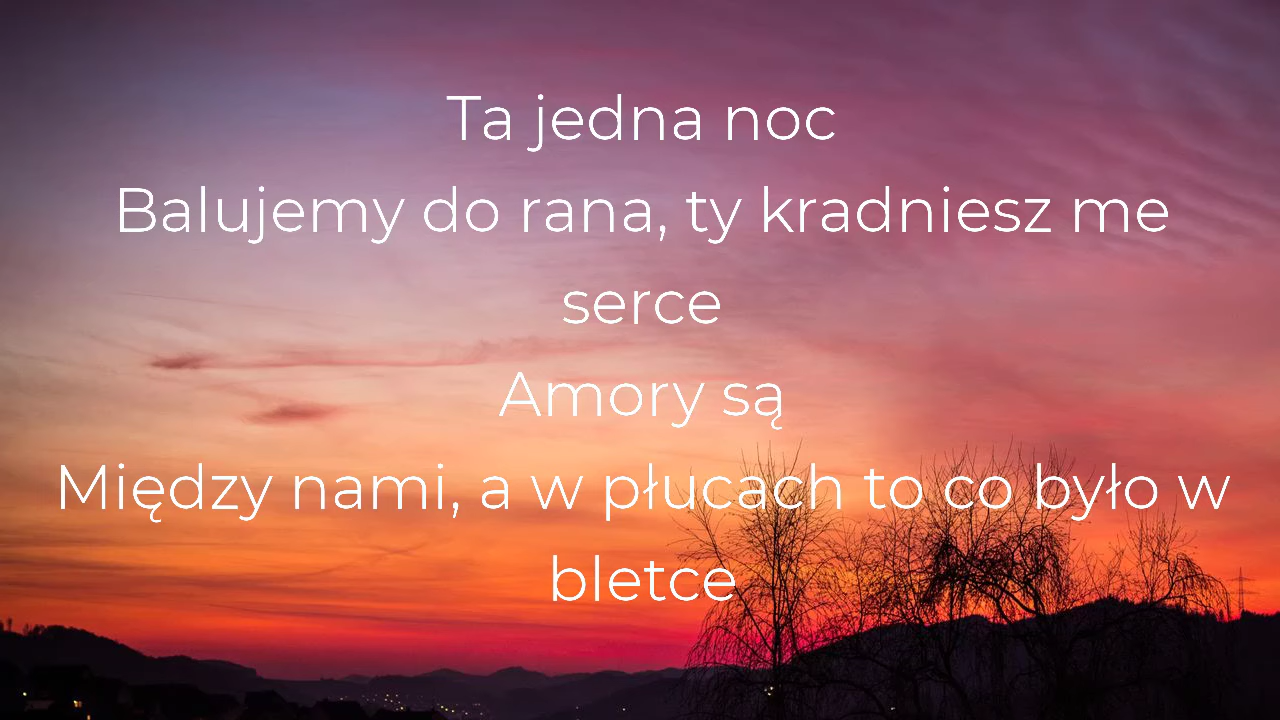 Ta jedna noc
Balujemy do rana, ty kradniesz me
serce
Amory są
Między nami, a w płucach to co było w
bletce